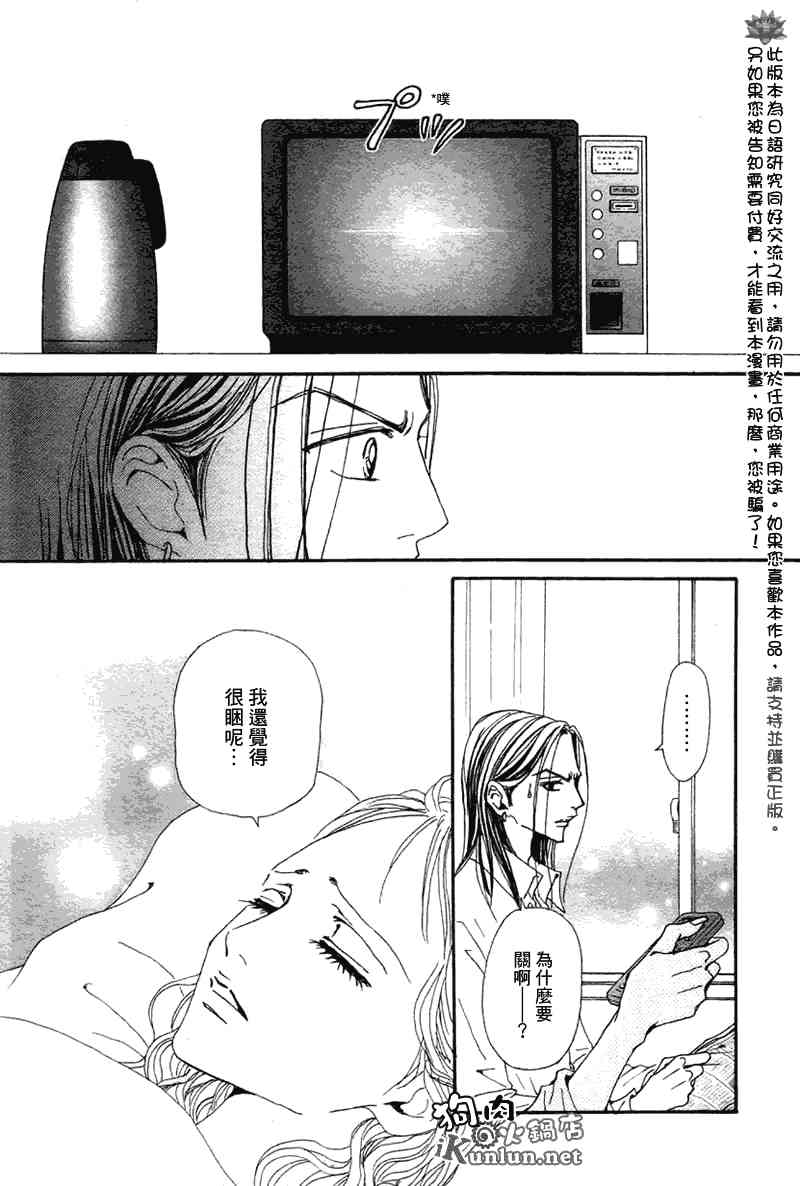 此版本為日語研究同好交流之用，請勿用於任何商業用途。如果您喜歡本作品，請支持並購買正版。
另如果您被告知需要付費，才能看到本漫畫，那麼，您被騙了！
プツ
*噗
………
為什麼要
關啊——？
我還覺得
很睏呢…
狗肉
火鍋店
iKunlun.net